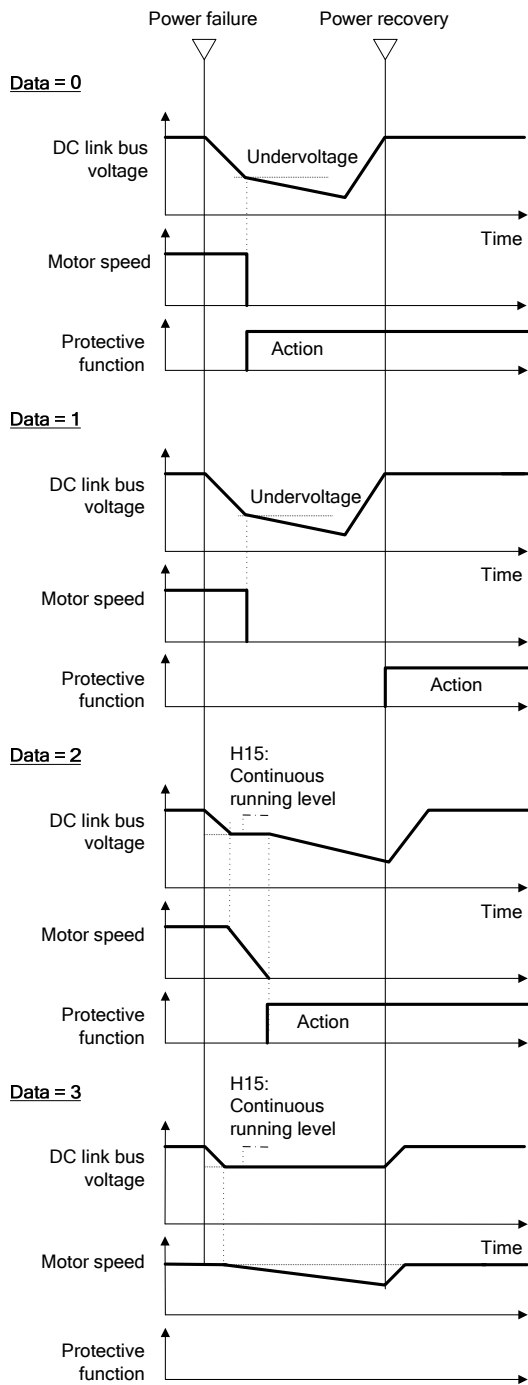 Power failure
Power recovery
Data = 0
DC link bus
voltage
Undervoltage
Time
Motor speed
Protective
function
Action
Data = 1
DC link bus
voltage
Undervoltage
Time
Motor speed
Protective
function
Action
Data = 2
H15:
Continuous
running level
DC link bus
voltage
Time
Motor speed
Protective
function
Action
Data = 3
H15:
Continuous
running level
DC link bus
voltage
Time
Motor speed
Protective
function